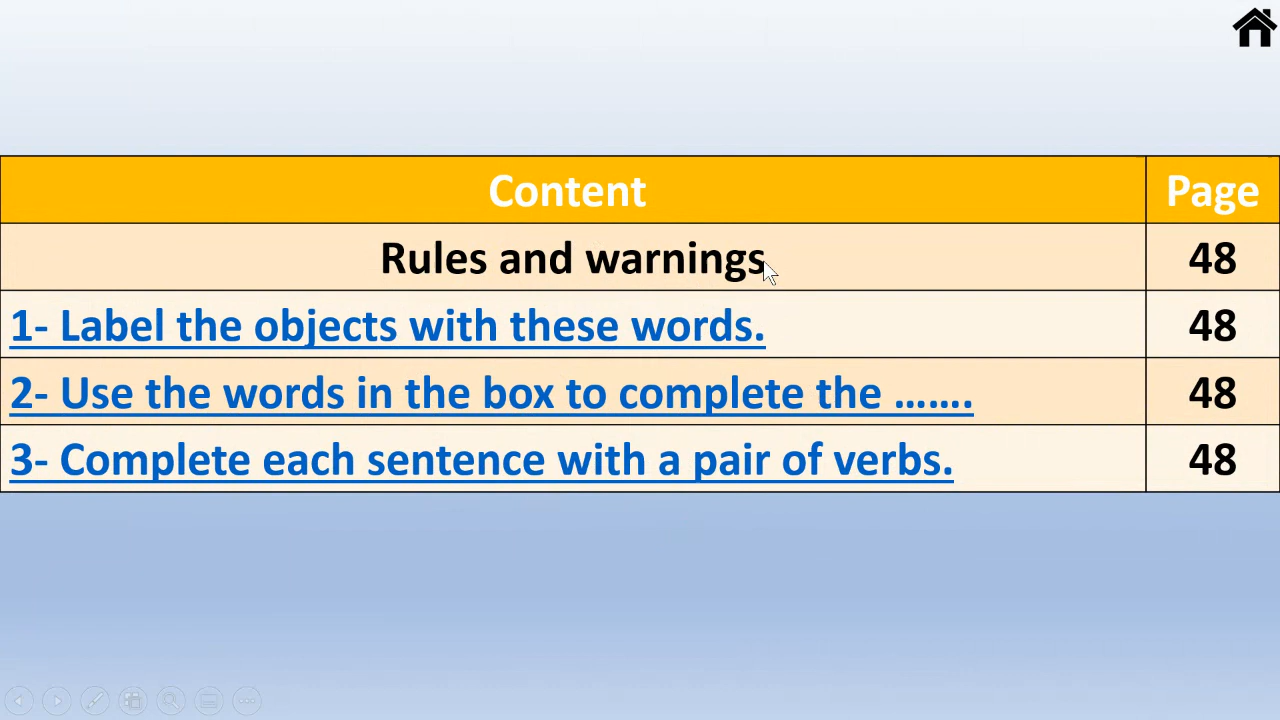 Content Page
Rules and warnings 48
1- Label the objects with these words. 48
2- Use the words in the box to complete the ……. 48
3- Complete each sentence with a pair of verbs. 48